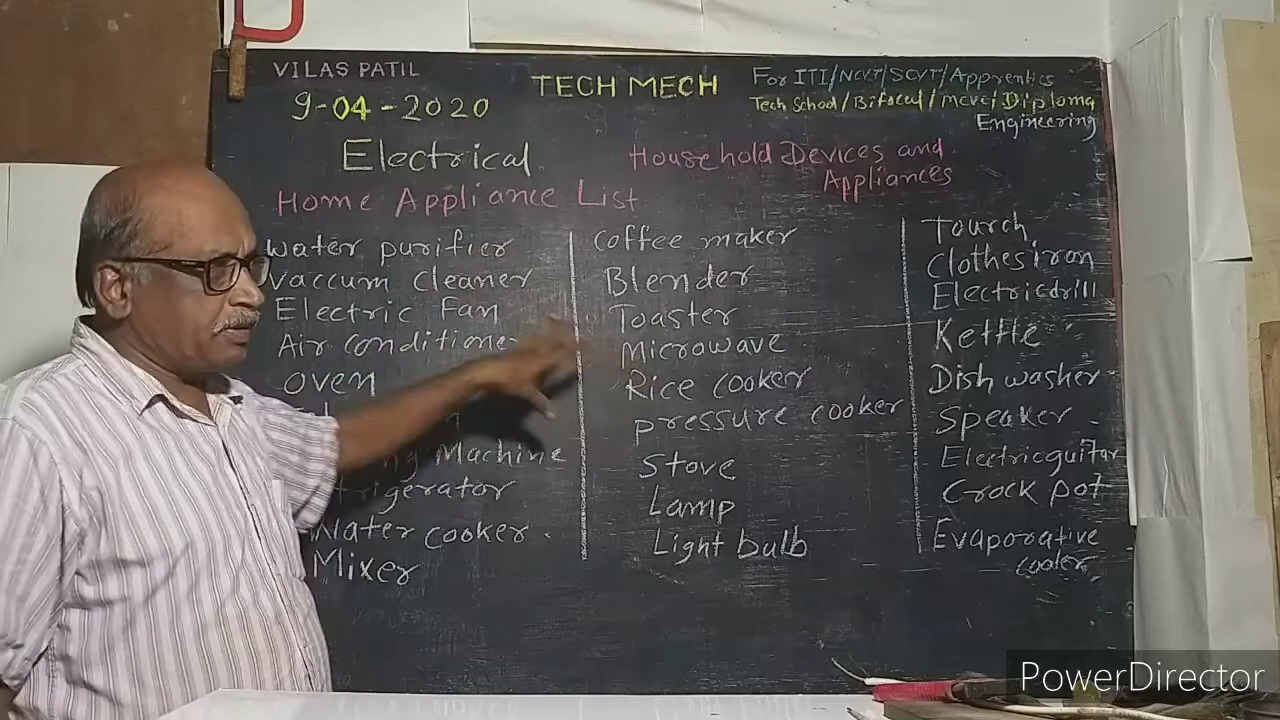 VILAS PATIL
9-04-2020
TECH MECH
For ITI/NCVT/SCVT/Apprentics
Tech School/Bifocal/MCVC/Diploma
Engineering
Electrical
Household Devices and
Appliances
Home Appliance List
Water purifier
Vaccum Cleaner
Electric Fan
Air conditione
Oven
Machine
trigerator
Water cooker.
Mixer
Coffee maker
Blender
Toaster
Microwave
Rice cooker
pressure cooker
Stove
Lamp
Light bulb
Tourch
Clothes iron
Electricdrill
Kettle
Dish washer
Speaker
Electricguitar
Crock pot
Evaporative
cooler
PowerDirector